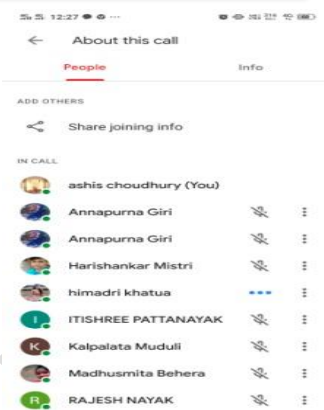 12:27
About this call
People
Info
ADD OTHERS
Share joining info
IN CALL
ashis choudhury (You)
Annapurna Giri
Annapurna Giri
Harishankar Mistri
himadri khatua
I ITISHREE PATTANAYAK
K Kalpalata Muduli
Madhusmita Behera
R RAJESH NAYAK